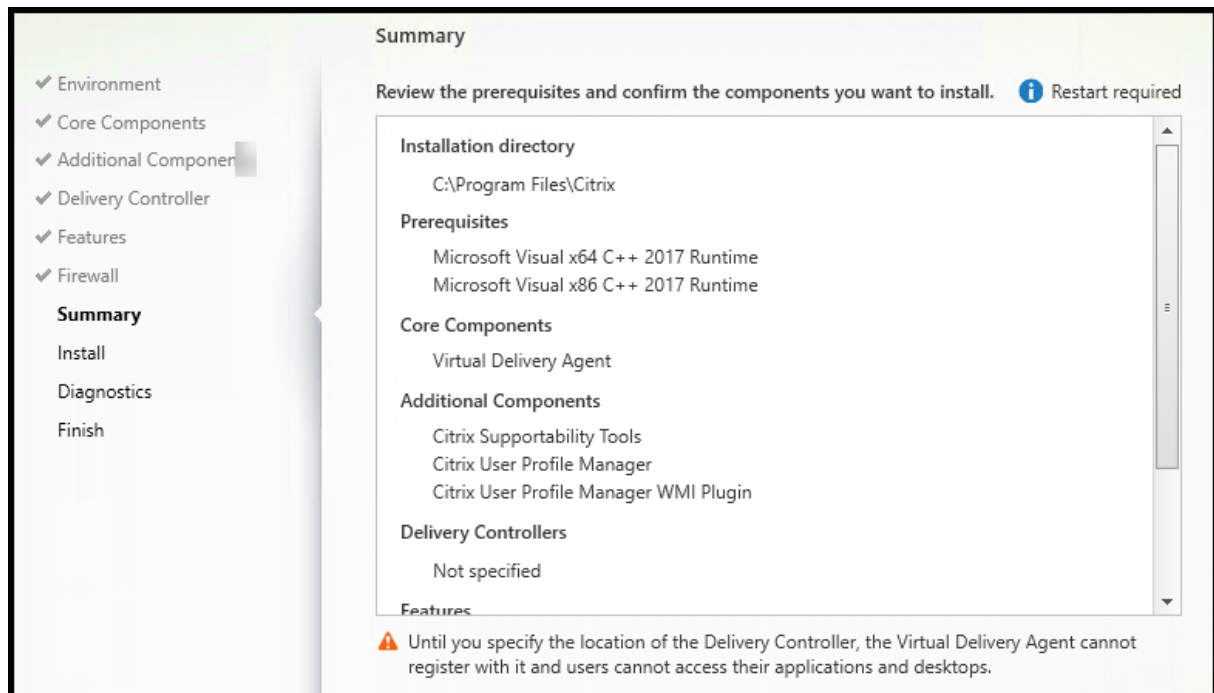 Summary
Environment
Core Components
Additional Componen
Delivery Controller
Features
Firewall
Summary
Install
Diagnostics
Finish
Review the prerequisites and confirm the components you want to install.
Restart required
Installation directory
C:\Program Files\Citrix
Prerequisites
Microsoft Visual x64 C++ 2017 Runtime
Microsoft Visual x86 C++ 2017 Runtime
Core Components
Virtual Delivery Agent
Additional Components
Citrix Supportability Tools
Citrix User Profile Manager
Citrix User Profile Manager WMI Plugin
Delivery Controllers
Not specified
Features
Until you specify the location of the Delivery Controller, the Virtual Delivery Agent cannot
register with it and users cannot access their applications and desktops.